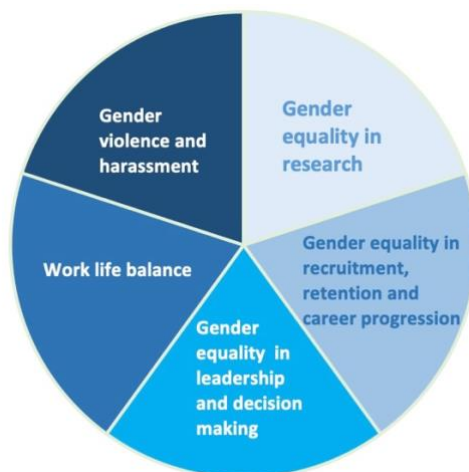 Gender
violence and
harassment
Gender
equality in
research
Work life balance
Gender equality in
recruitment,
retention and
career progression
Gender
equality in
leadership
and decision
making